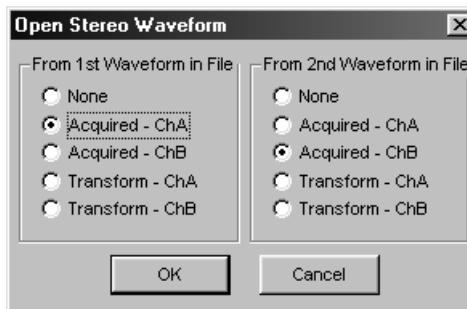 Open Stereo Waveform
From 1st Waveform in File
None
Acquired - ChA
Acquired - ChB
Transform - ChA
Transform - ChB
From 2nd Waveform in File
None
Acquired - ChA
Acquired - ChB
Transform - ChA
Transform - ChB
OK
Cancel